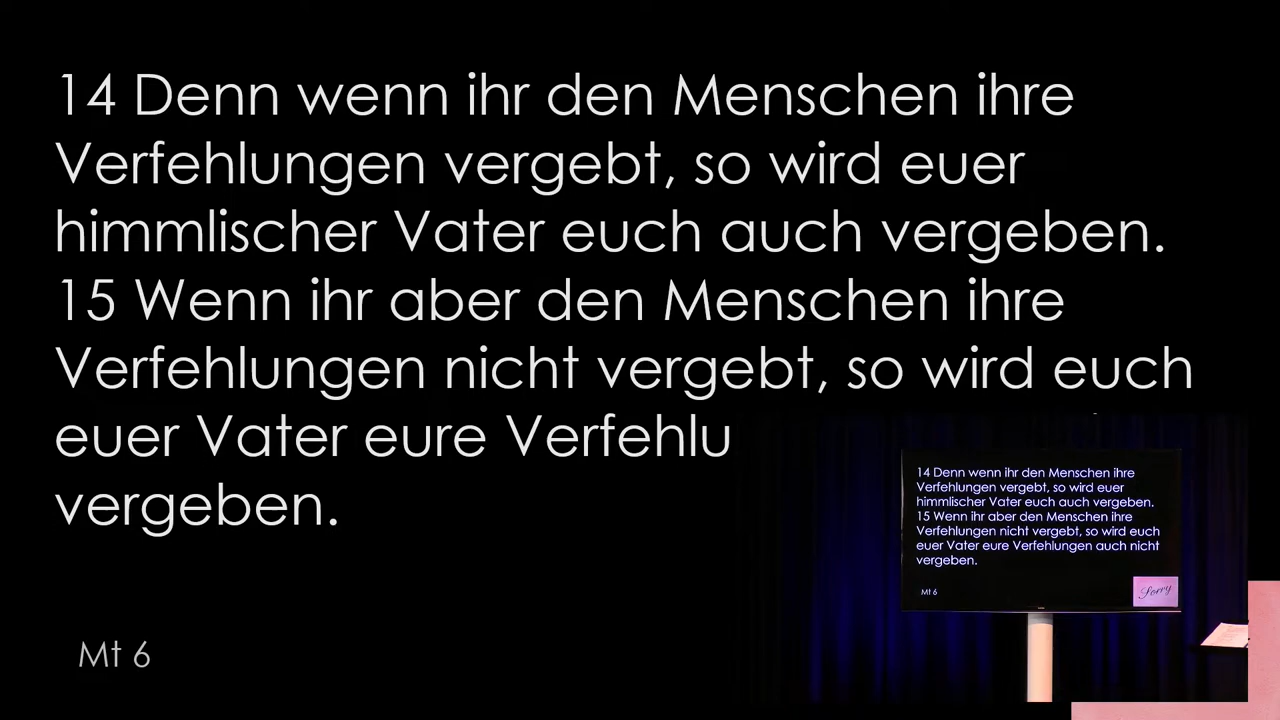 14 Denn wenn ihr den Menschen ihre
Verfehlungen vergebt, so wird euer
himmlischer Vater euch auch vergeben.
15 Wenn ihr aber den Menschen ihre
Verfehlungen nicht vergebt, so wird euch
euer Vater eure Verfehlu
vergeben.
Mt 6
14 Denn wenn ihr den Menschen ihre
Verfehlungen vergebt, so wird euer
himmlischer Vater euch auch vergeben.
15 Wenn ihr aber den Menschen ihre
Verfehlungen nicht vergebt, so wird euch
euer Vater eure Verfehlungen auch nicht
vergeben.
Mt 6
Sorry